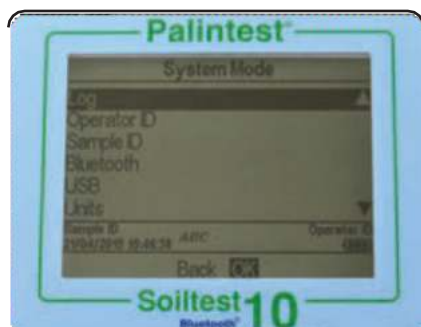 Palintest®
System Mode
Log
Operator ID
Sample ID
Bluetooth
USB
Units
Sample ID ABC Operator ID
Back OK
Soiltest 10
Bluetooth®